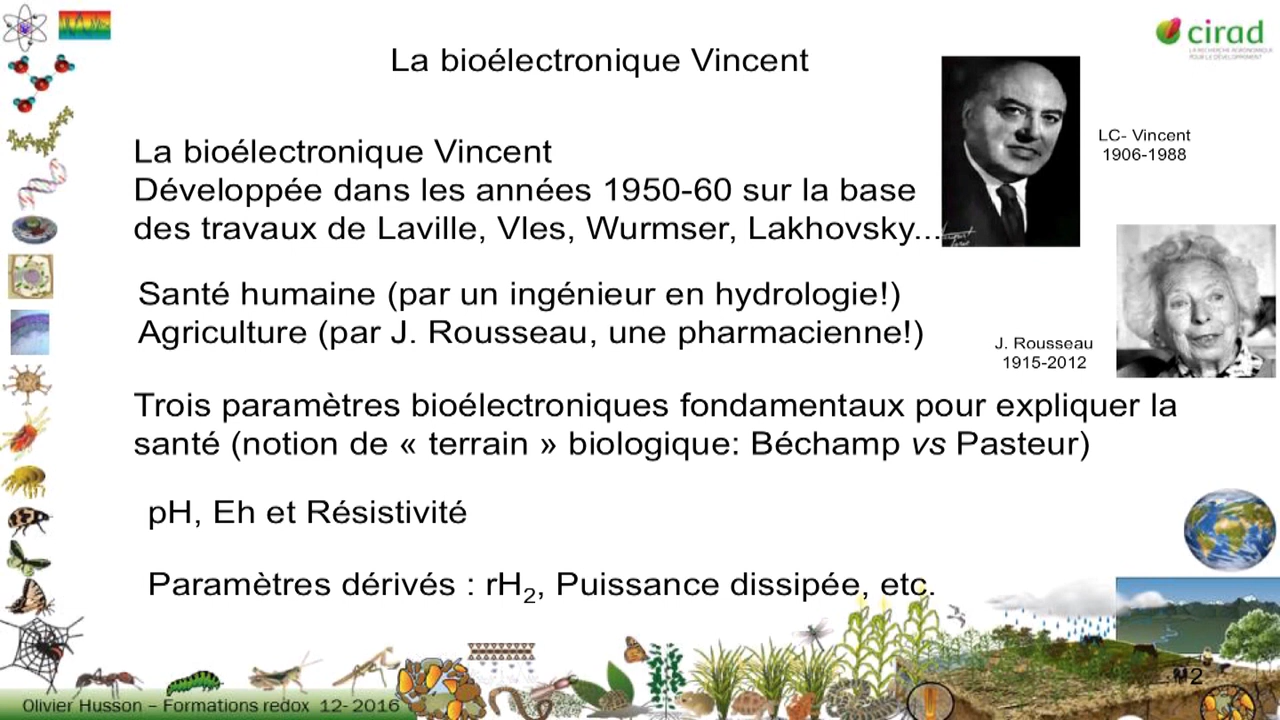 La bioélectronique Vincent
cirad
LA RECHERCHE AGRONOMIQUE
POUR LE DÉVELOPPEMENT
LC- Vincent
1906-1988
La bioélectronique Vincent
Développée dans les années 1950-60 sur la base
des travaux de Laville, Vles, Wurmser, Lakhovsky...
Santé humaine (par un ingénieur en hydrologie!)
Agriculture (par J. Rousseau, une pharmacienne!)
J. Rousseau
1915-2012
Trois paramètres bioélectroniques fondamentaux pour expliquer la
santé (notion de « terrain » biologique: Béchamp vs Pasteur)
pH, Eh et Résistivité
Paramètres dérivés : rH2, Puissance dissipée, etc.
Olivier Husson – Formations redox 12- 2016